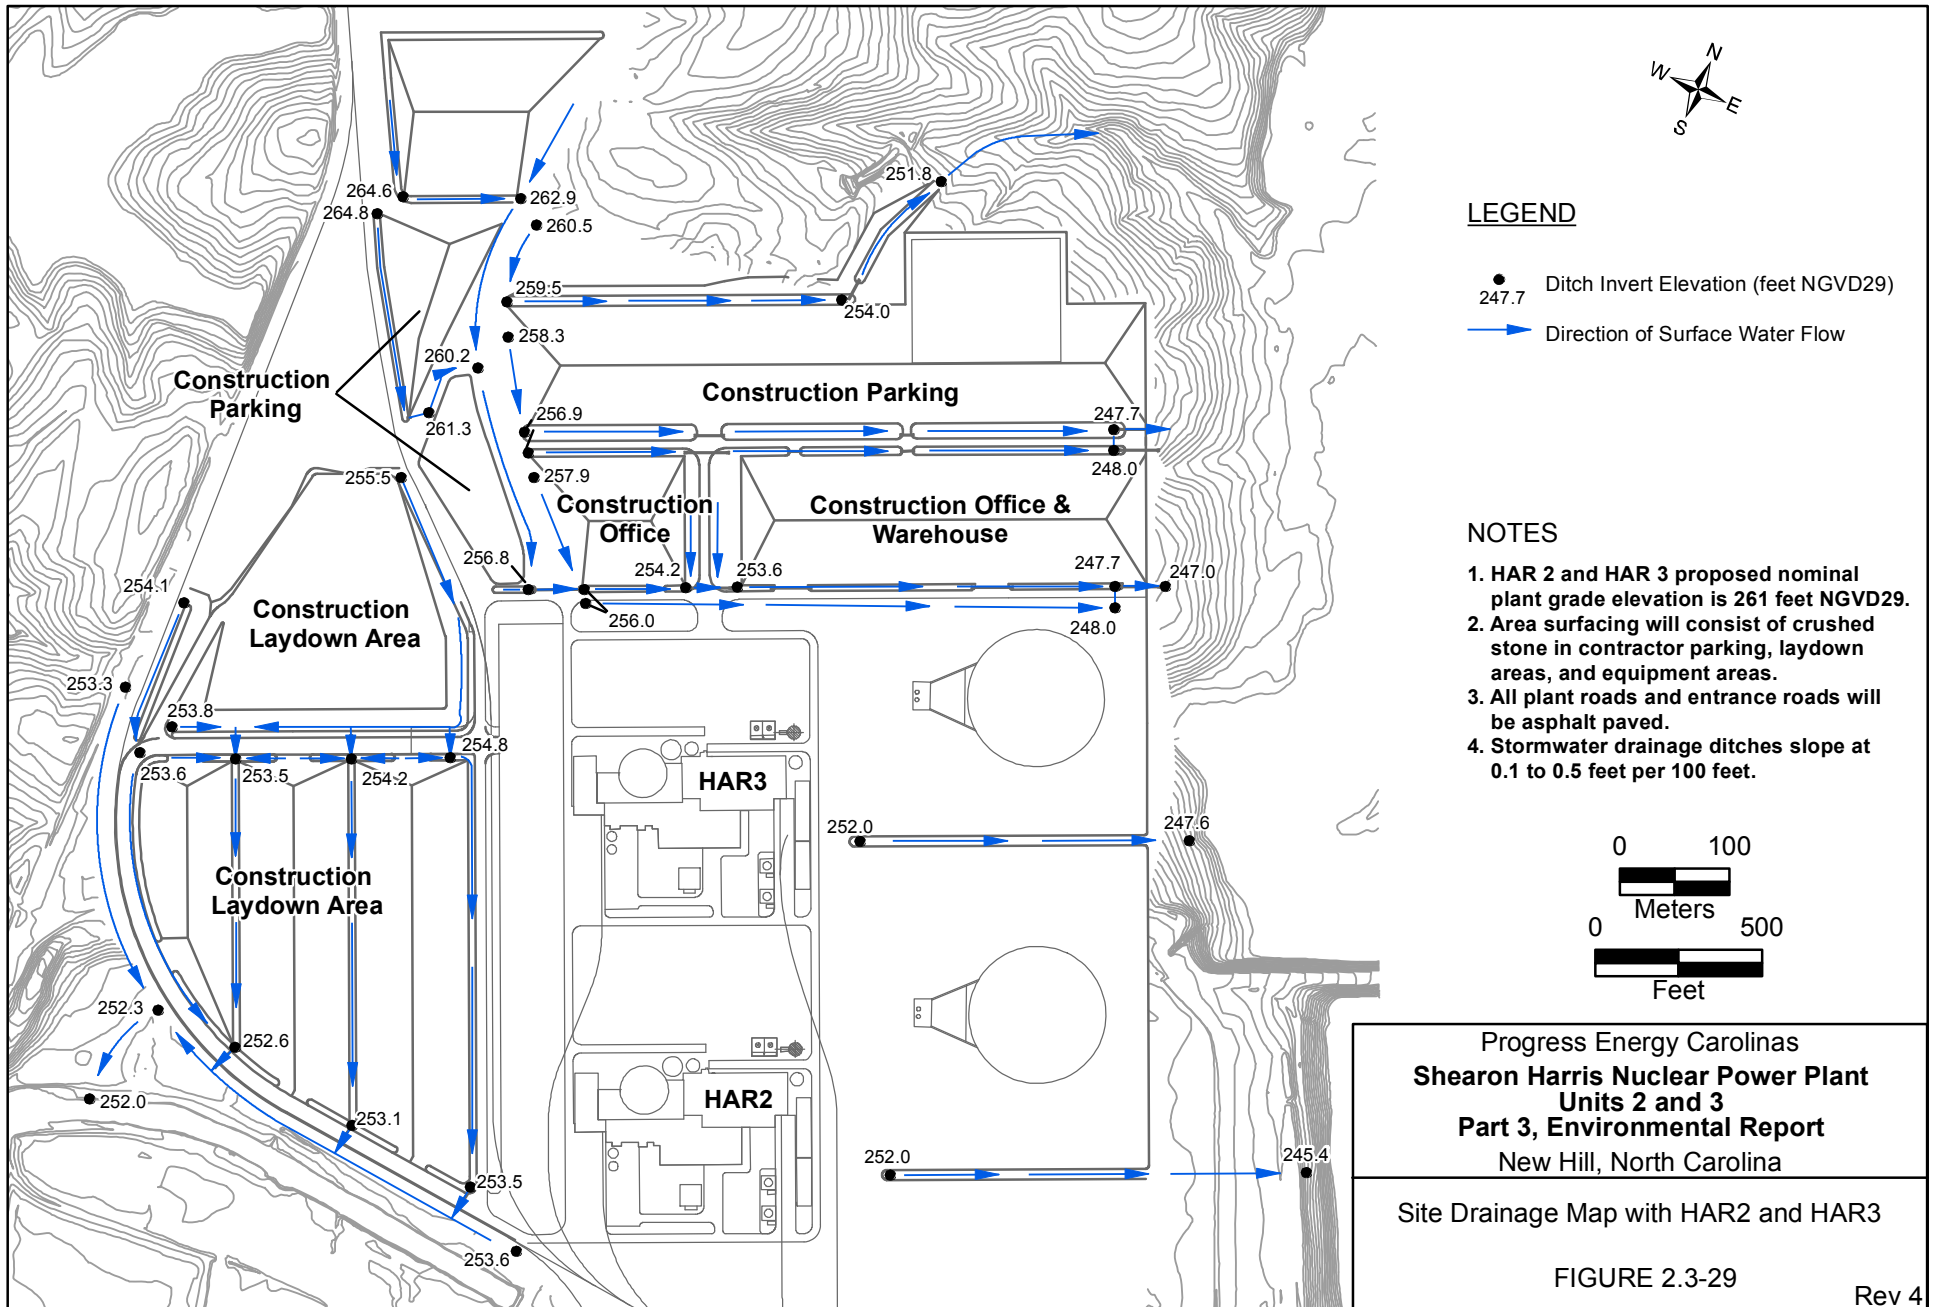 N
W
E
S
251.8
264.6
264.8
262.9
260.5
LEGEND
Ditch Invert Elevation (feet NGVD29)
247.7
Direction of Surface Water Flow
259.5
254.0
258.3
260.2
Construction
Parking
Construction Parking
261.3
256.9
247.7
248.0
255.5
257.9
Construction
Office
Construction Office &
Warehouse
NOTES
1. HAR 2 and HAR 3 proposed nominal
plant grade elevation is 261 feet NGVD29.
2. Area surfacing will consist of crushed
stone in contractor parking, laydown
areas, and equipment areas.
3. All plant roads and entrance roads will
be asphalt paved.
4. Stormwater drainage ditches slope at
0.1 to 0.5 feet per 100 feet.
256.8
254.2
253.6
247.7
247.0
254.1
256.0
248.0
Construction
Laydown Area
253.3
253.8
254.8
253.6
253.5
254.2
HAR3
252.0
247.6
0 100
Meters
0 500
Feet
Construction
Laydown Area
252.3
252.6
252.0
253.1
HAR2
253.5
252.0
245.4
253.6
Progress Energy Carolinas
Shearon Harris Nuclear Power Plant
Units 2 and 3
Part 3, Environmental Report
New Hill, North Carolina
Site Drainage Map with HAR2 and HAR3
FIGURE 2.3-29
Rev 4